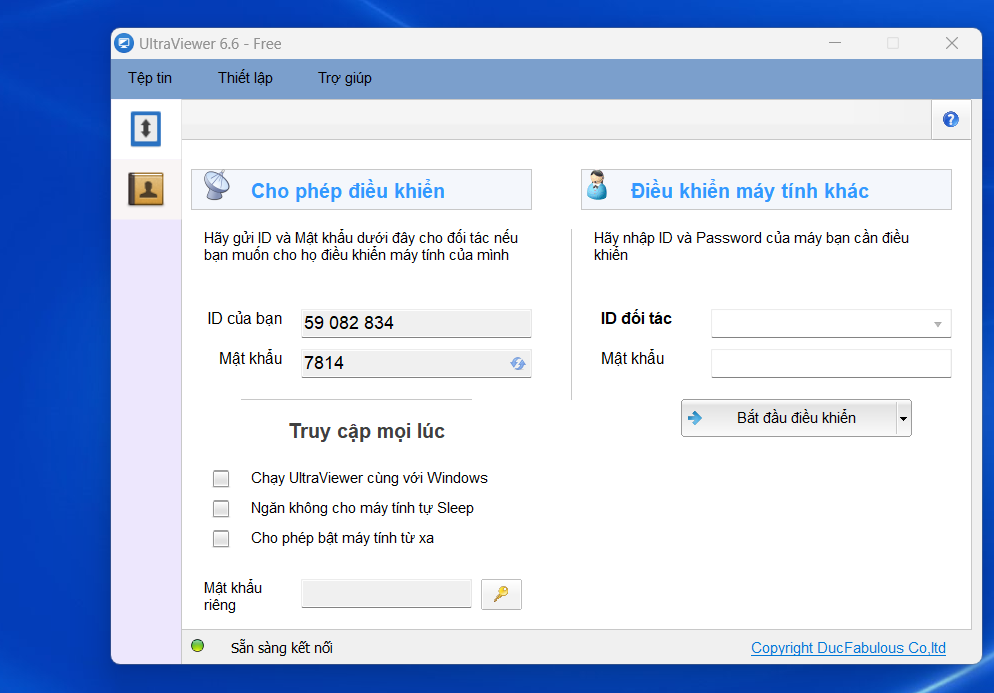 UltraViewer 6.6 - Free
Tệp tin
Thiết lập
Trợ giúp
Cho phép điều khiển
Hãy gửi ID và Mật khẩu dưới đây cho đối tác nếu
bạn muốn cho họ điều khiển máy tính của mình
ID của bạn
59 082 834
Mật khẩu
7814
Truy cập mọi lúc
Chạy UltraViewer cùng với Windows
Ngăn không cho máy tính tự Sleep
Cho phép bật máy tính từ xa
Mật khẩu
riêng
Điều khiển máy tính khác
Hãy nhập ID và Password của máy bạn cần điều
khiển
ID đối tác
Mật khẩu
Bắt đầu điều khiển
Sẵn sàng kết nối
Copyright DucFabulous Co,ltd